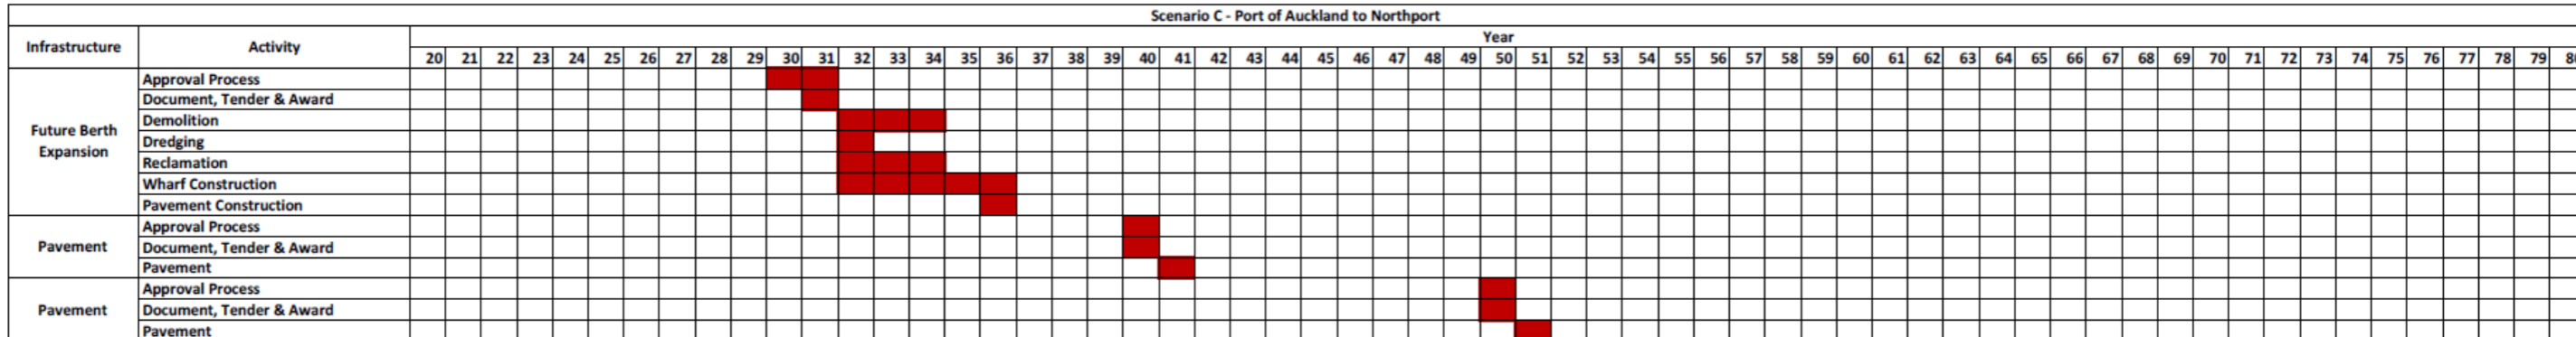 Scenario C - Port of Auckland to Northport
Infrastructure Activity Year
20 21 22 23 24 25 26 27 28 29 30 31 32 33 34 35 36 37 38 39 40 41 42 43 44 45 46 47 48 49 50 51 52 53 54 55 56 57 58 59 60 61 62 63 64 65 66 67 68 69 70 71 72 73 74 75 76 77 78 79
Future Berth
Expansion
Approval Process
Document, Tender & Award
Demolition
Dredging
Reclamation
Wharf Construction
Pavement Construction
Pavement
Approval Process
Document, Tender & Award
Pavement
Pavement
Approval Process
Document, Tender & Award
Pavement